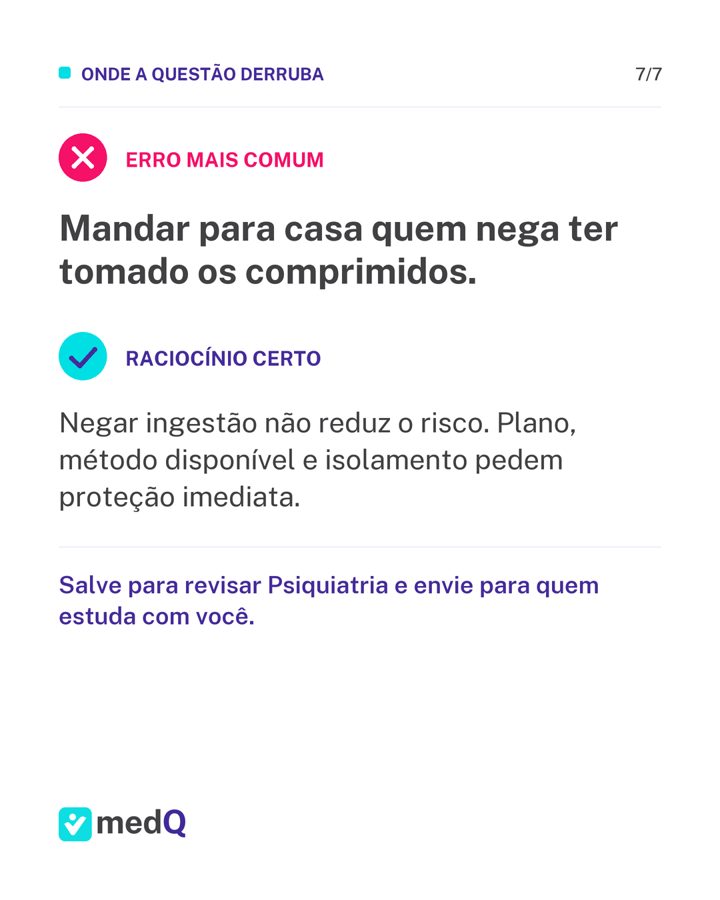 ONDE A QUESTÃO DERRUBA
7/7
ERRO MAIS COMUM
Mandar para casa quem nega ter
tomado os comprimidos.
RACIOCÍNIO CERTO
Negar ingestão não reduz o risco. Plano,
método disponível e isolamento pedem
proteção imediata.
Salve para revisar Psiquiatria e envie para quem
estuda com você.
medQ